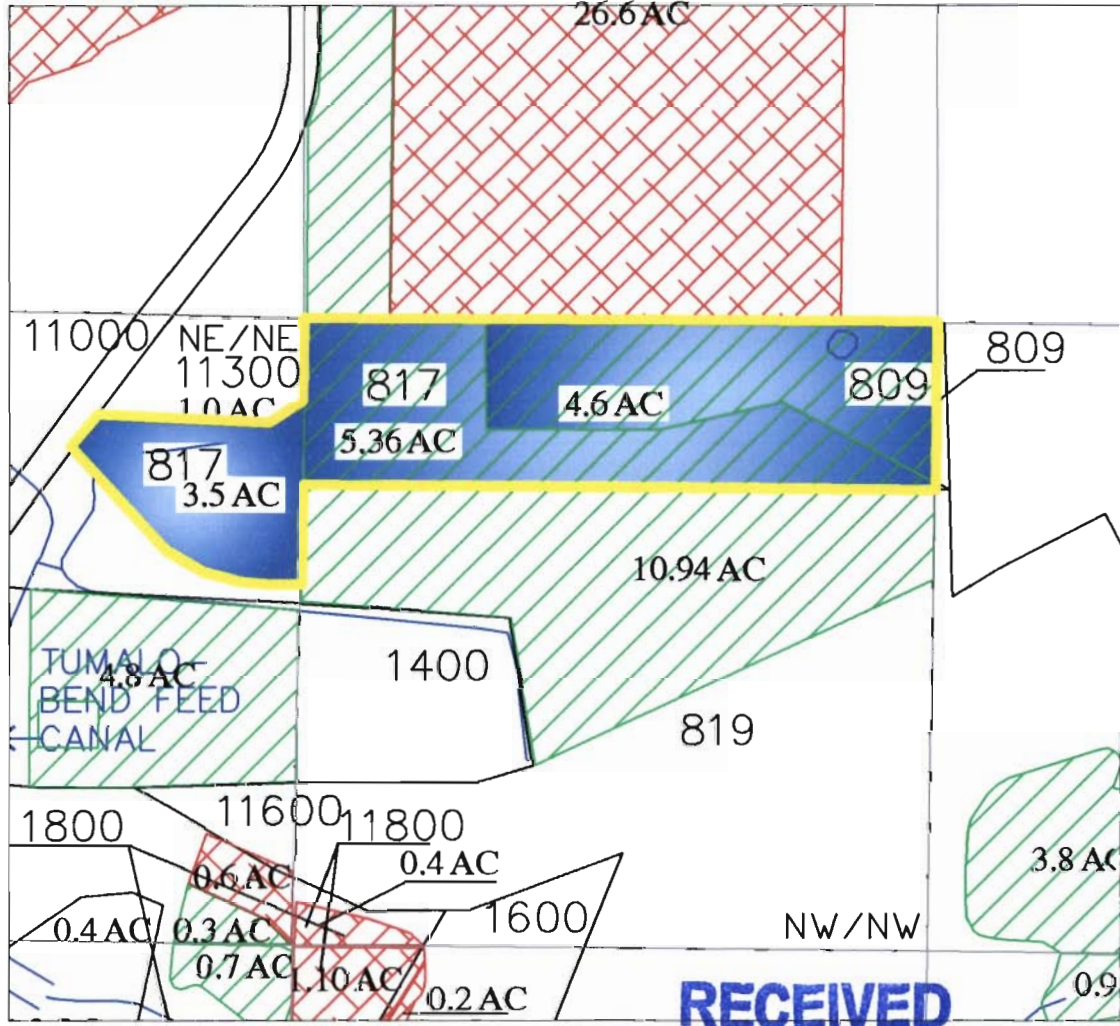 26.6 AC
11000
NE/NE
11300
1.0 AC
817
5.36 AC
4.6 AC
809
809
817
3.5 AC
10.94 AC
TUMALO-
4.8 AC
BEND FEED
CANAL
1400
819
11600
11800
1800
0.4 AC
0.6 AC
3.8 AC
1600
NW/NW
0.4 AC
0.3 AC
0.7 AC
1.10 AC
0.2 AC
0.9
RECEIVED